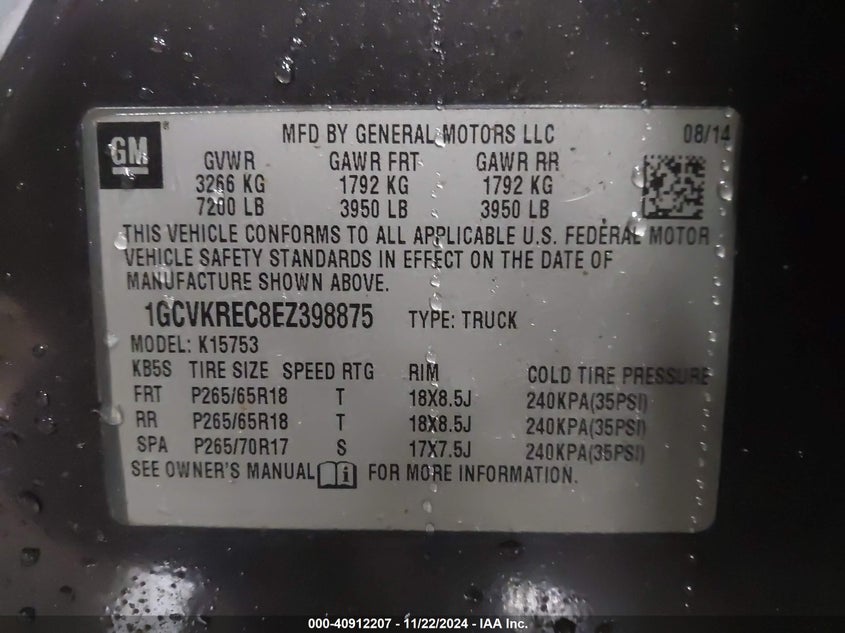 GM ® MFD BY GENERAL MOTORS LLC 08/14
GVWR GAWR FRT GAWR RR
3266 KG 1792 KG 1792 KG
7200 LB 3950 LB 3950 LB
THIS VEHICLE CONFORMS TO ALL APPLICABLE U.S. FEDERAL MOTOR
VEHICLE SAFETY STANDARDS IN EFFECT ON THE DATE OF
MANUFACTURE SHOWN ABOVE.
1GCVKREC8EZ398875 TYPE: TRUCK
MODEL: K15753
KB5S TIRE SIZE SPEED RTG RIM COLD TIRE PRESSURE
FRT P265/65R18 T 18X8.5J 240KPA(35PSI)
RR P265/65R18 T 18X8.5J 240KPA(35PSI)
SPA P265/70R17 S 17X7.5J 240KPA(35PSI)
SEE OWNER'S MANUAL FOR MORE INFORMATION.
000-40912207 - 11/22/2024 - IAA Inc.